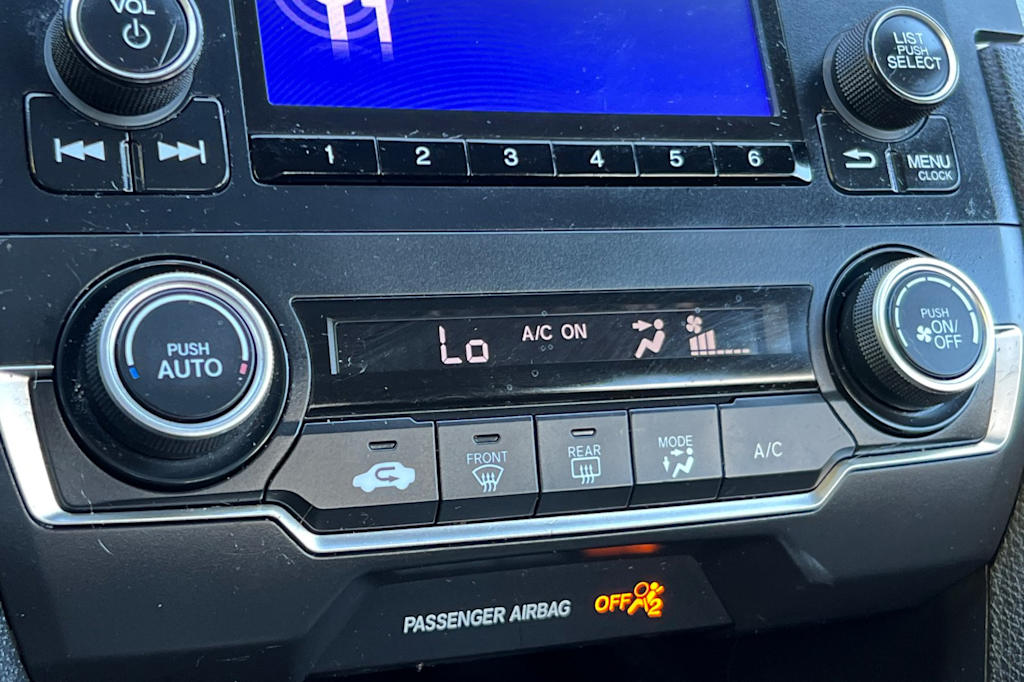 VOL
LIST
PUSH
SELECT
1 2 3 4 5 6
MENU
CLOCK
PUSH
AUTO
Lo
A/C ON
PUSH
ON/
OFF
FRONT
REAR
MODE
A/C
PASSENGER AIRBAG
OFF 2